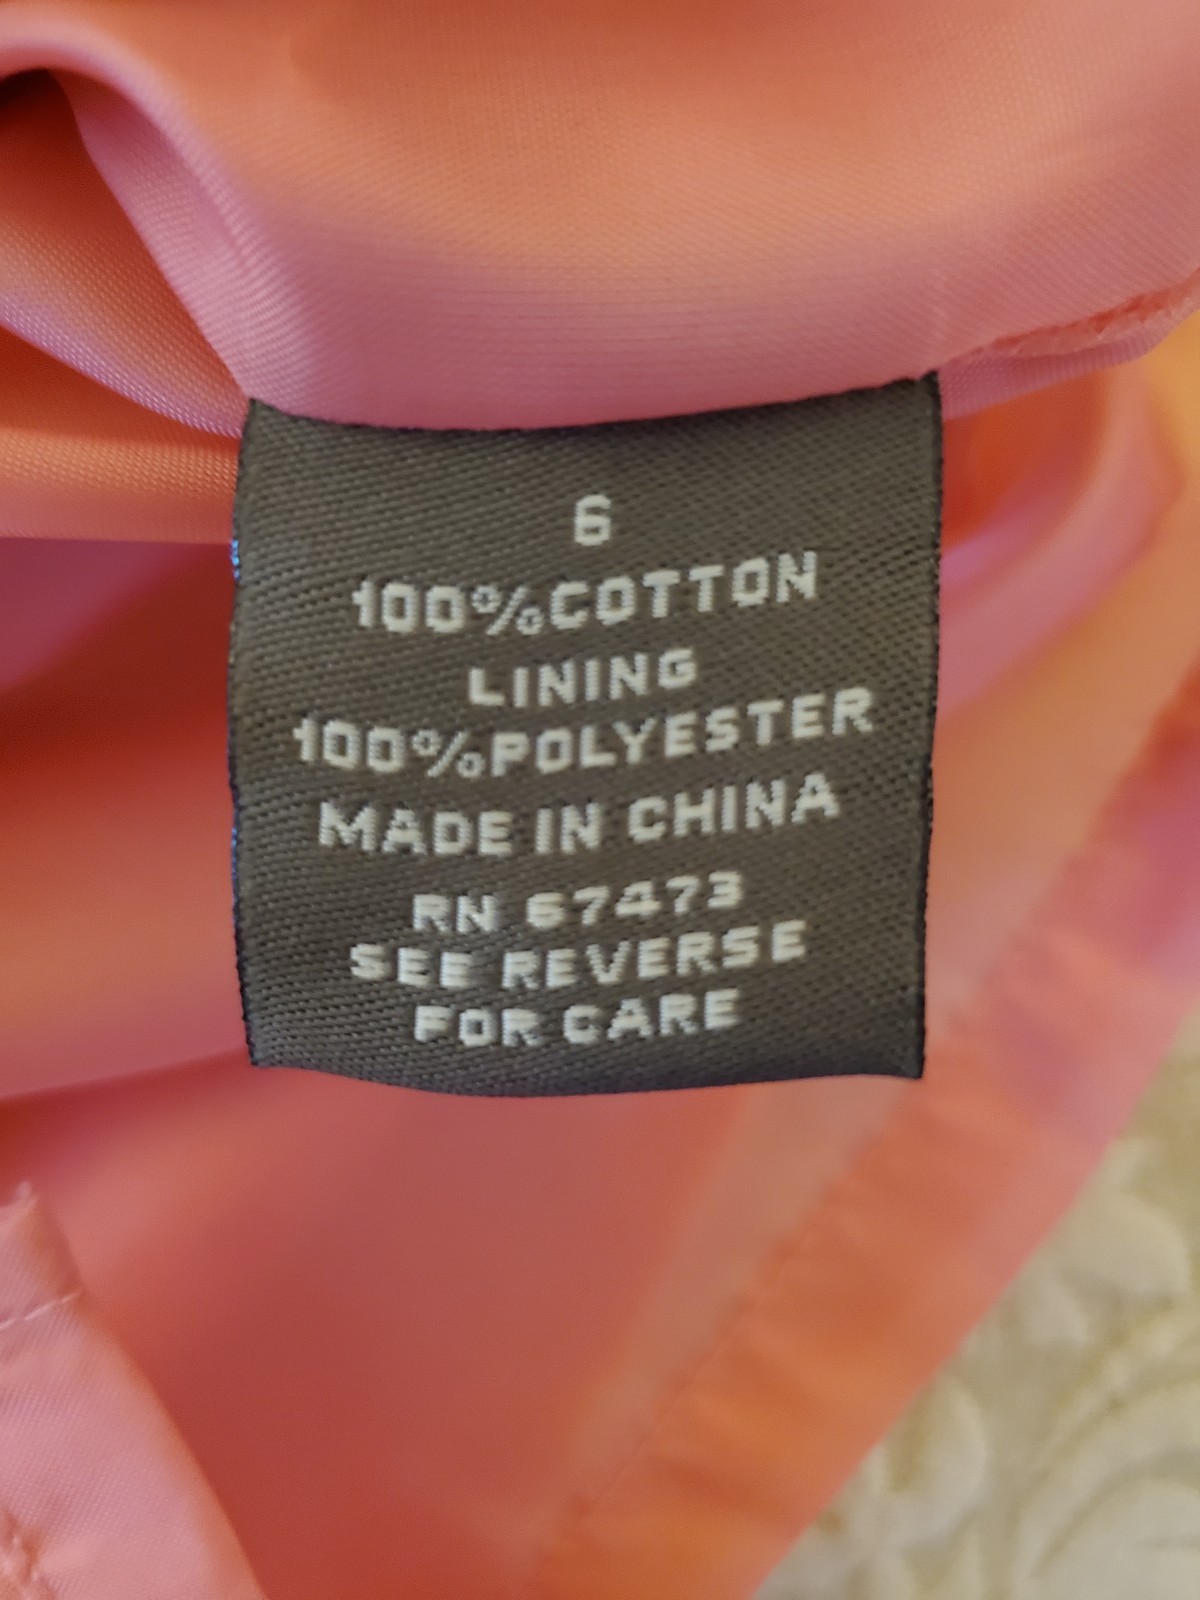 6
100%COTTON
LINING
100%POLYESTER
MADE IN CHINA
RN 67473
SEE REVERSE
FOR CARE